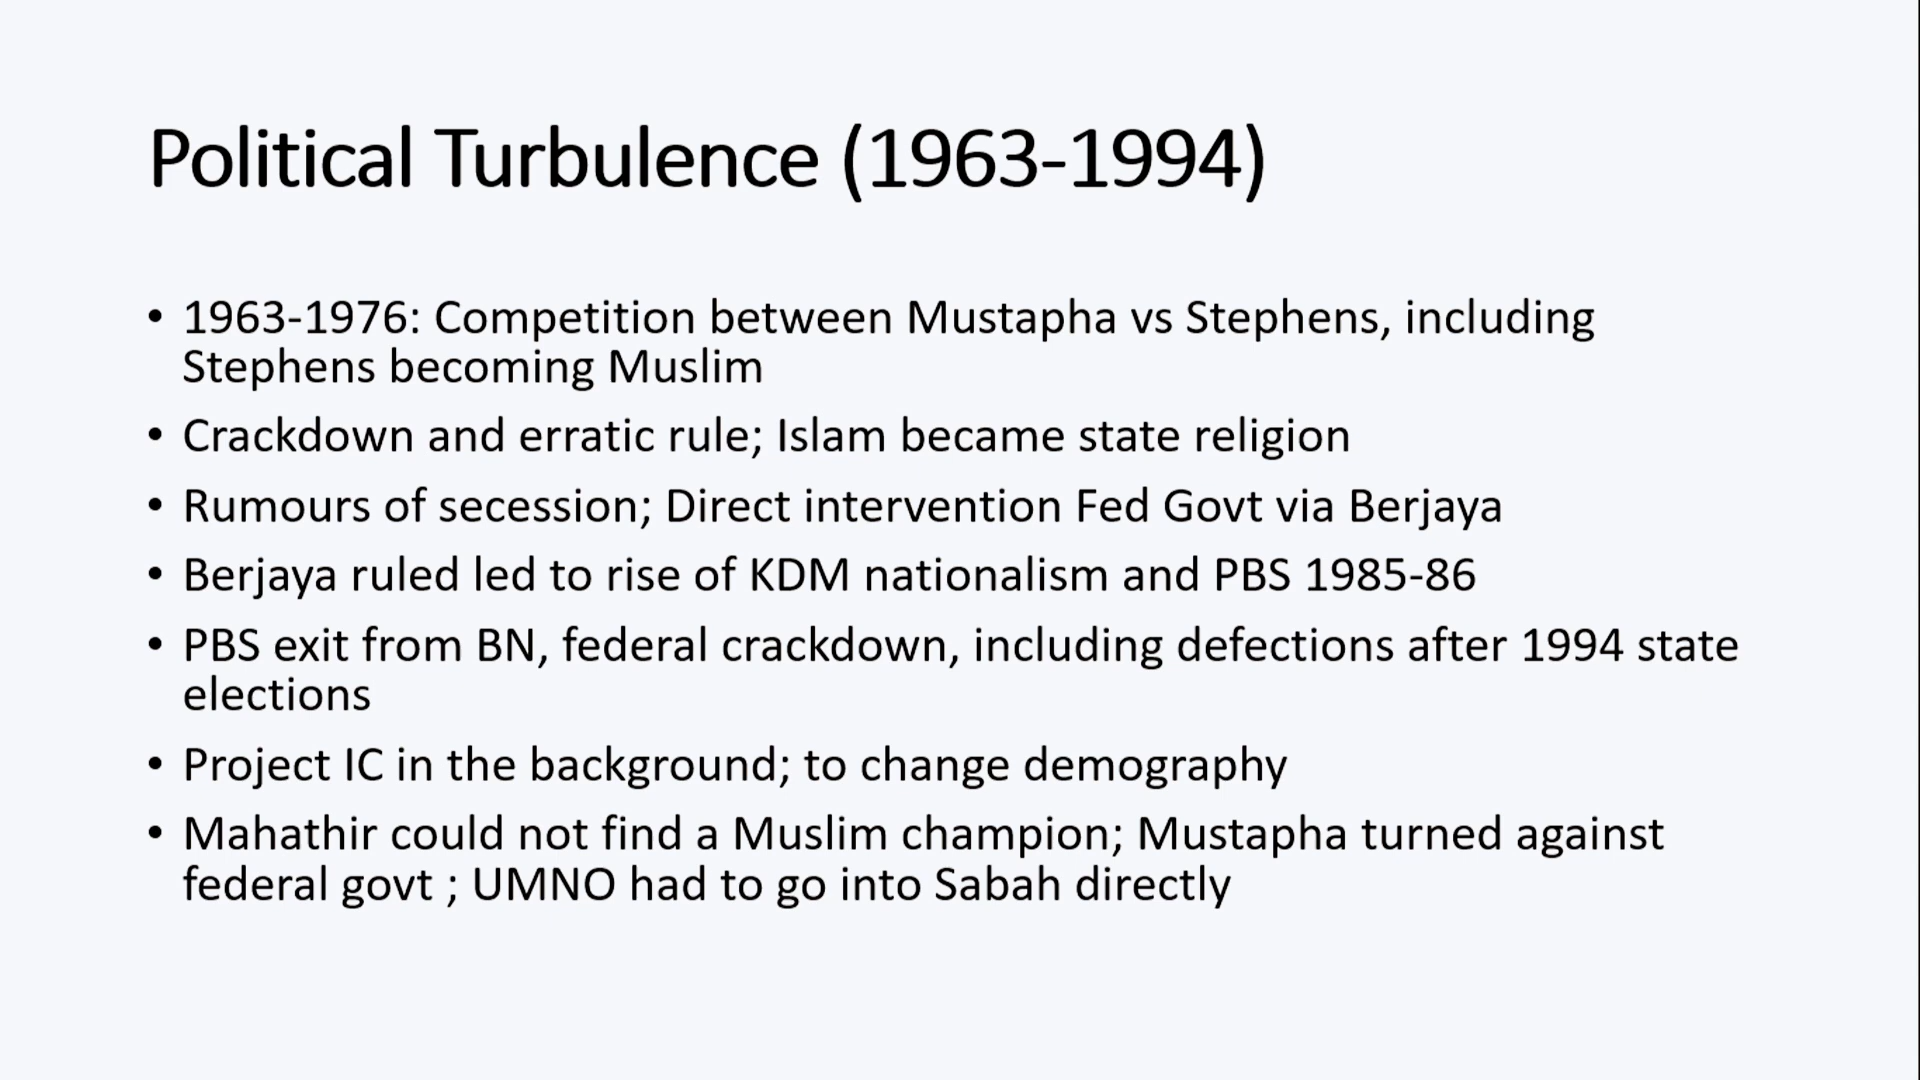 Political Turbulence (1963-1994)
• 1963-1976: Competition between Mustapha vs Stephens, including
Stephens becoming Muslim
• Crackdown and erratic rule; Islam became state religion
• Rumours of secession; Direct intervention Fed Govt via Berjaya
• Berjaya ruled led to rise of KDM nationalism and PBS 1985-86
• PBS exit from BN, federal crackdown, including defections after 1994 state
elections
• Project IC in the background; to change demography
• Mahathir could not find a Muslim champion; Mustapha turned against
federal govt ; UMNO had to go into Sabah directly